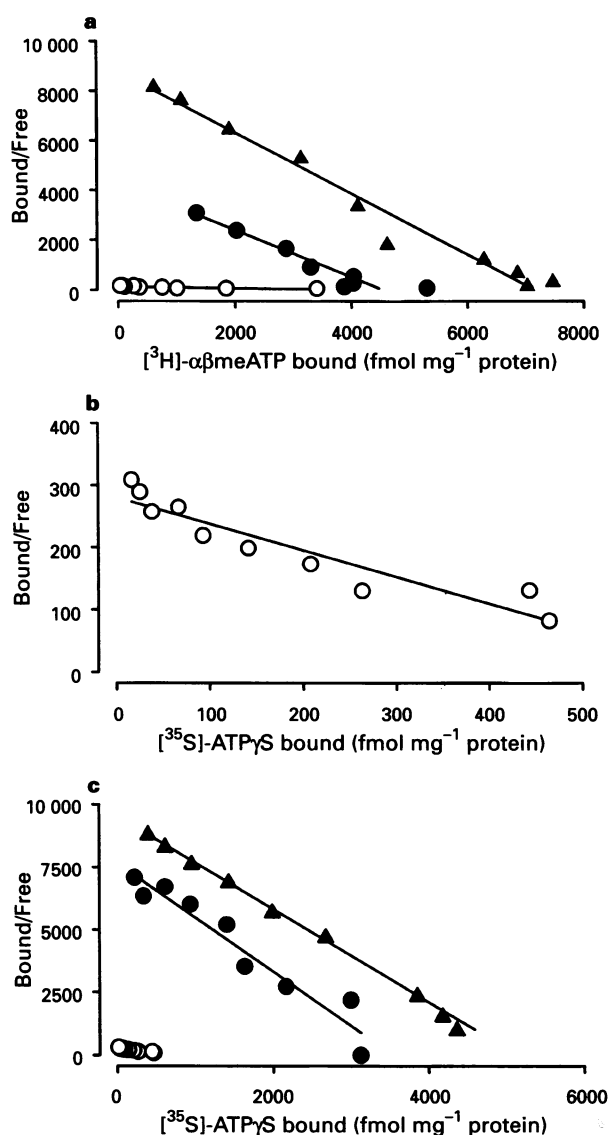 a
10 000
8000
6000
4000
2000
0
Bound/Free
0 2000 4000 6000 8000
[³H]-αβmeATP bound (fmol mg⁻¹ protein)
b
400
300
200
100
0
Bound/Free
0 100 200 300 400 500
[³⁵S]-ATPγS bound (fmol mg⁻¹ protein)
c
10 000
7500
5000
2500
0
Bound/Free
0 2000 4000 6000
[³⁵S]-ATPγS bound (fmol mg⁻¹ protein)